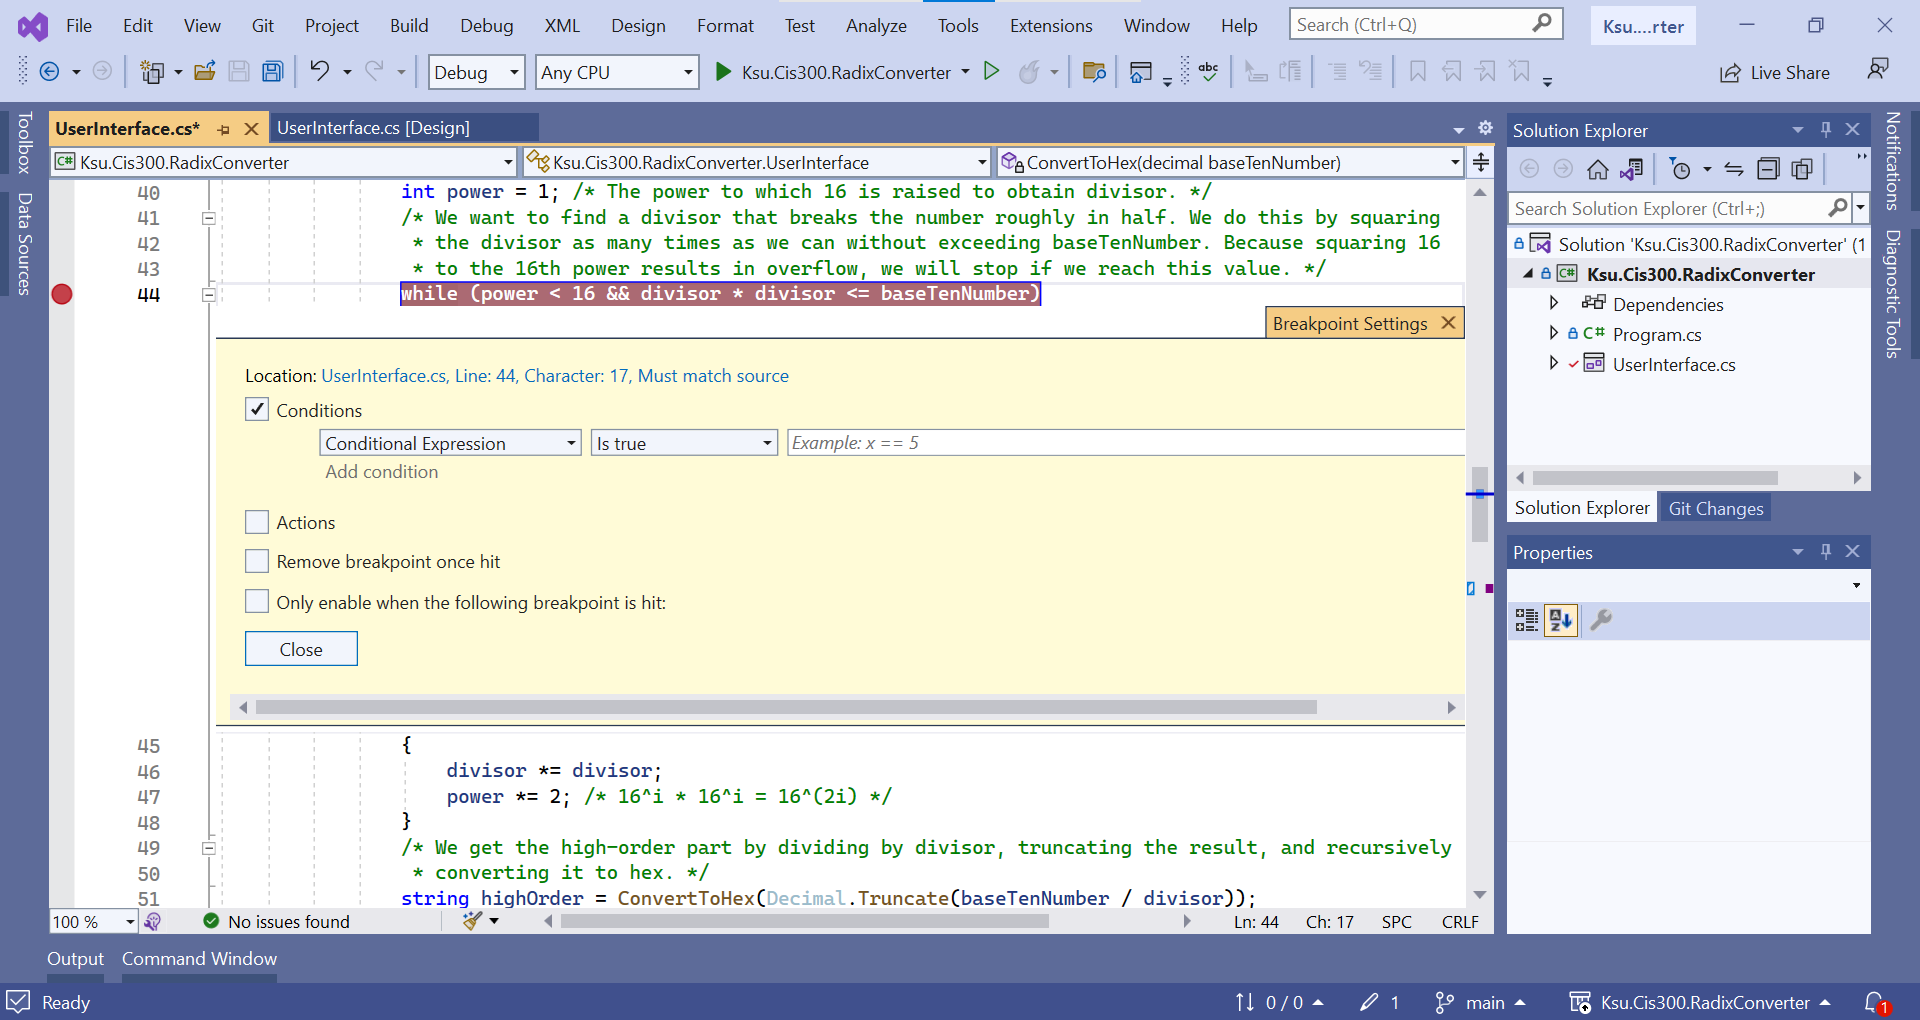 File Edit View Git Project Build Debug XML Design Format Test Analyze Tools Extensions Window Help Search (Ctrl+Q) Ksu....rter
Debug Any CPU Ksu.Cis300.RadixConverter abc Live Share
Toolbox
Data Sources
UserInterface.cs* UserInterface.cs [Design]
C# Ksu.Cis300.RadixConverter Ksu.Cis300.RadixConverter.UserInterface ConvertToHex(decimal baseTenNumber)
40 int power = 1; /* The power to which 16 is raised to obtain divisor. */
41 /* We want to find a divisor that breaks the number roughly in half. We do this by squaring
42 * the divisor as many times as we can without exceeding baseTenNumber. Because squaring 16
43 * to the 16th power results in overflow, we will stop if we reach this value. */
44 while (power < 16 && divisor * divisor <= baseTenNumber)
Breakpoint Settings
Location: UserInterface.cs, Line: 44, Character: 17, Must match source
Conditions
Conditional Expression Is true Example: x == 5
Add condition
Actions
Remove breakpoint once hit
Only enable when the following breakpoint is hit:
Close
45 {
46 divisor *= divisor;
47 power *= 2; /* 16^i * 16^i = 16^(2i) */
48 }
49 /* We get the high-order part by dividing by divisor, truncating the result, and recursively
50 * converting it to hex. */
51 string highOrder = ConvertToHex(Decimal.Truncate(baseTenNumber / divisor));
100 % No issues found Ln: 44 Ch: 17 SPC CRLF
Solution Explorer
Search Solution Explorer (Ctrl+;)
Solution 'Ksu.Cis300.RadixConverter' (1
C# Ksu.Cis300.RadixConverter
Dependencies
C# Program.cs
UserInterface.cs
Solution Explorer Git Changes
Properties
A
Z
Notifications
Diagnostic Tools
Output Command Window
Ready 0 / 0 1 main Ksu.Cis300.RadixConverter 1